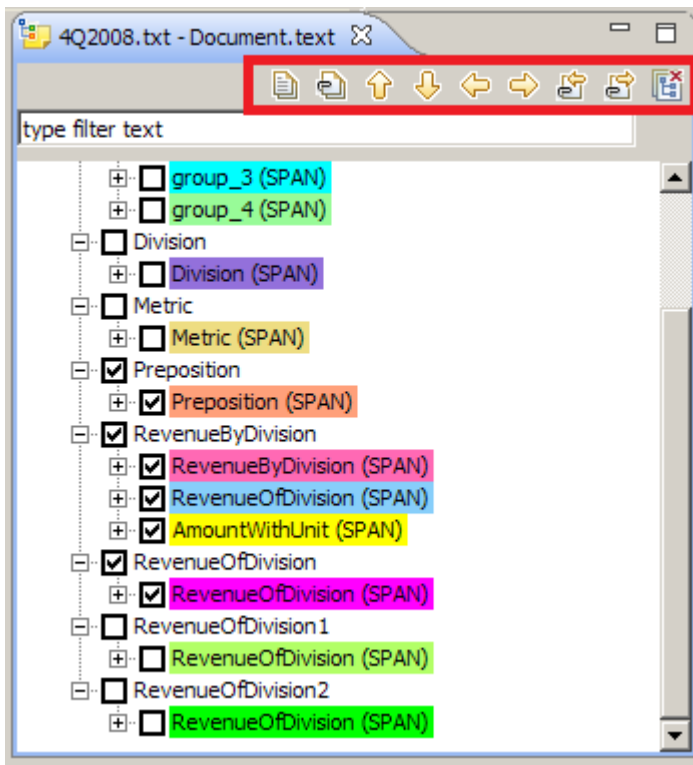 4Q2008.txt - Document.text
type filter text
group_3 (SPAN)
group_4 (SPAN)
Division
Division (SPAN)
Metric
Metric (SPAN)
Preposition
Preposition (SPAN)
RevenueByDivision
RevenueByDivision (SPAN)
RevenueOfDivision (SPAN)
AmountWithUnit (SPAN)
RevenueOfDivision
RevenueOfDivision (SPAN)
RevenueOfDivision1
RevenueOfDivision (SPAN)
RevenueOfDivision2
RevenueOfDivision (SPAN)